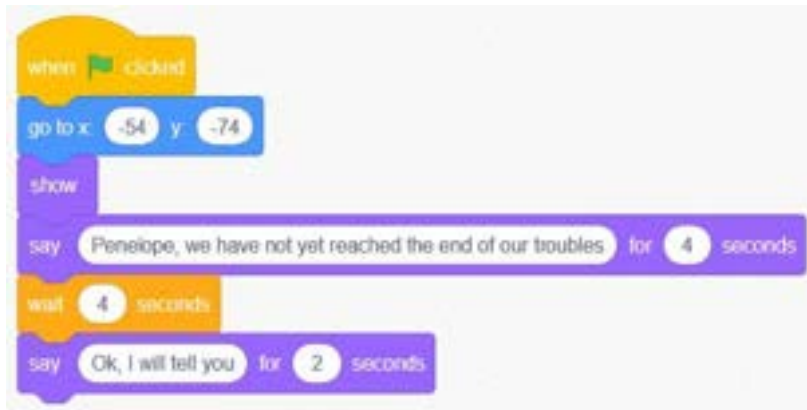 when clicked
go to x: -54 y: -74
show
say Penelope, we have not yet reached the end of our troubles for 4 seconds
wait 4 seconds
say Ok, I will tell you for 2 seconds